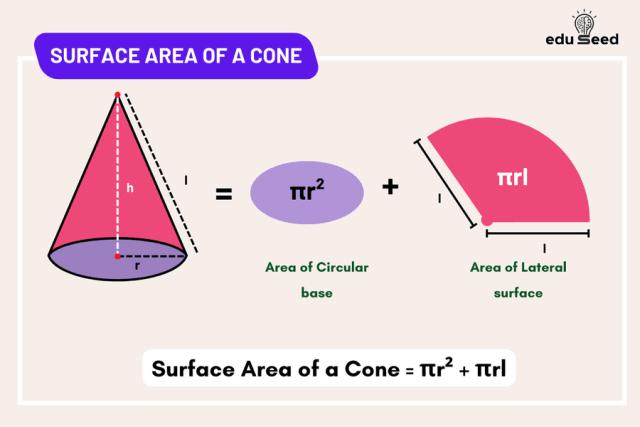 edu Seed
SURFACE AREA OF A CONE
h
l
r
=
πr²
+
πrl
l
l
Area of Circular
base
Area of Lateral
surface
Surface Area of a Cone = πr² + πrl